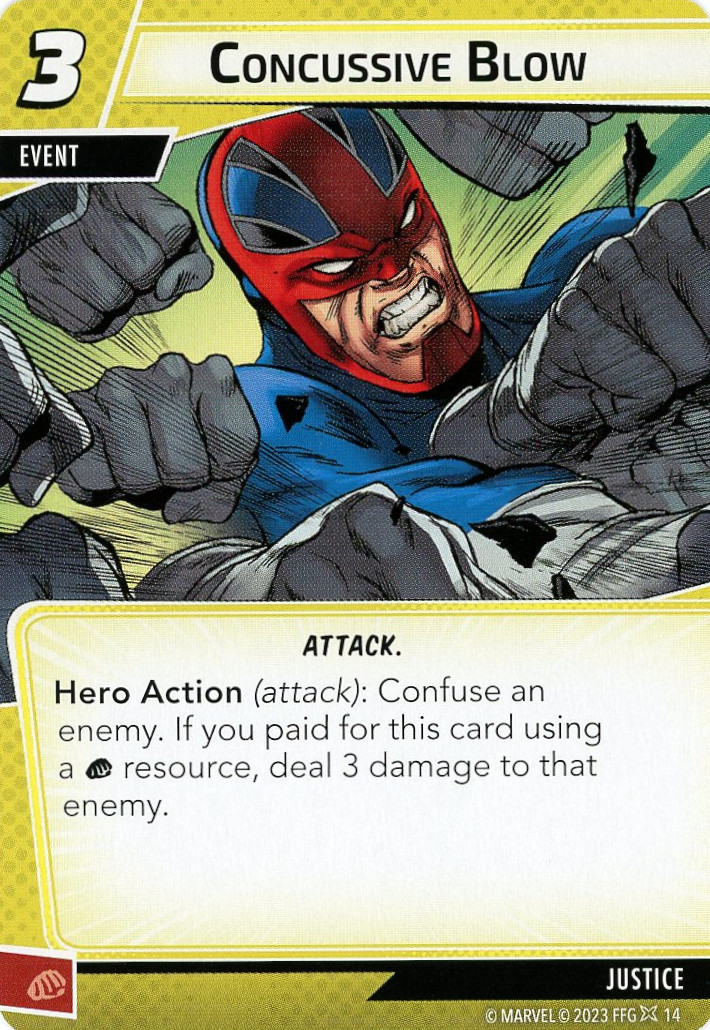 3
CONCUSSIVE BLOW
EVENT
ATTACK.
Hero Action (attack): Confuse an
enemy. If you paid for this card using
a resource, deal 3 damage to that
enemy.
JUSTICE
© MARVEL © 2023 FFG 14